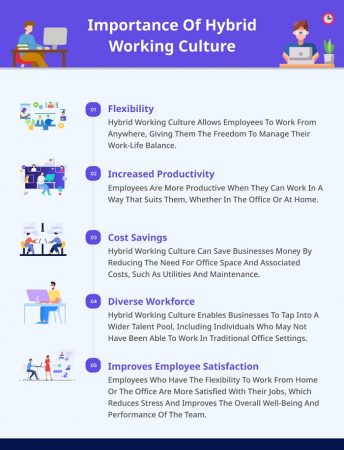 Importance Of Hybrid
Working Culture
01
Flexibility
Hybrid Working Culture Allows Employees To Work From
Anywhere, Giving Them The Freedom To Manage Their
Work-Life Balance.
02
Increased Productivity
Employees Are More Productive When They Can Work In A
Way That Suits Them, Whether In The Office Or At Home.
03
Cost Savings
Hybrid Working Culture Can Save Businesses Money By
Reducing The Need For Office Space And Associated
Costs, Such As Utilities And Maintenance.
04
Diverse Workforce
Hybrid Working Culture Enables Businesses To Tap Into A
Wider Talent Pool, Including Individuals Who May Not
Have Been Able To Work In Traditional Office Settings.
05
Improves Employee Satisfaction
Employees Who Have The Flexibility To Work From Home
Or The Office Are More Satisfied With Their Jobs, Which
Reduces Stress And Improves The Overall Well-Being And
Performance Of The Team.